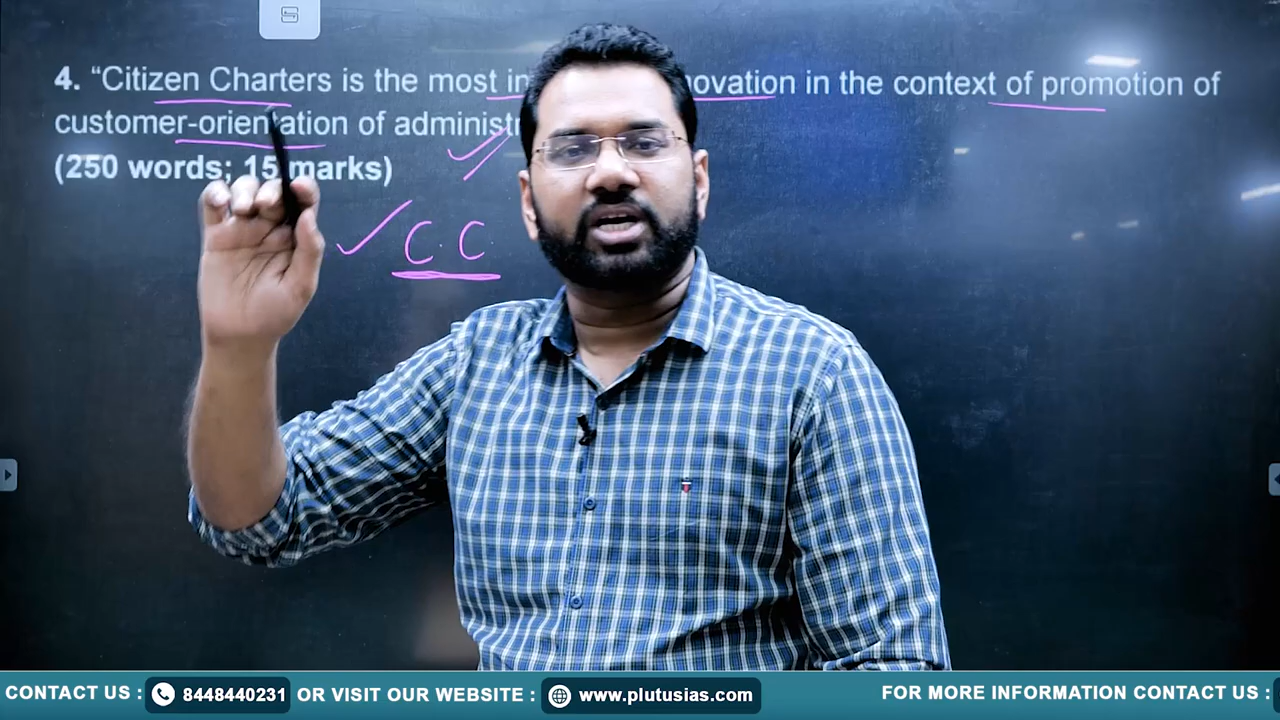 4. "Citizen Charters is the most in novation in the context of promotion of
customer-orientation of administ
(250 words; 15 marks)
C. C.
CONTACT US : 8448440231 OR VISIT OUR WEBSITE : www.plutusias.com FOR MORE INFORMATION CONTACT US :